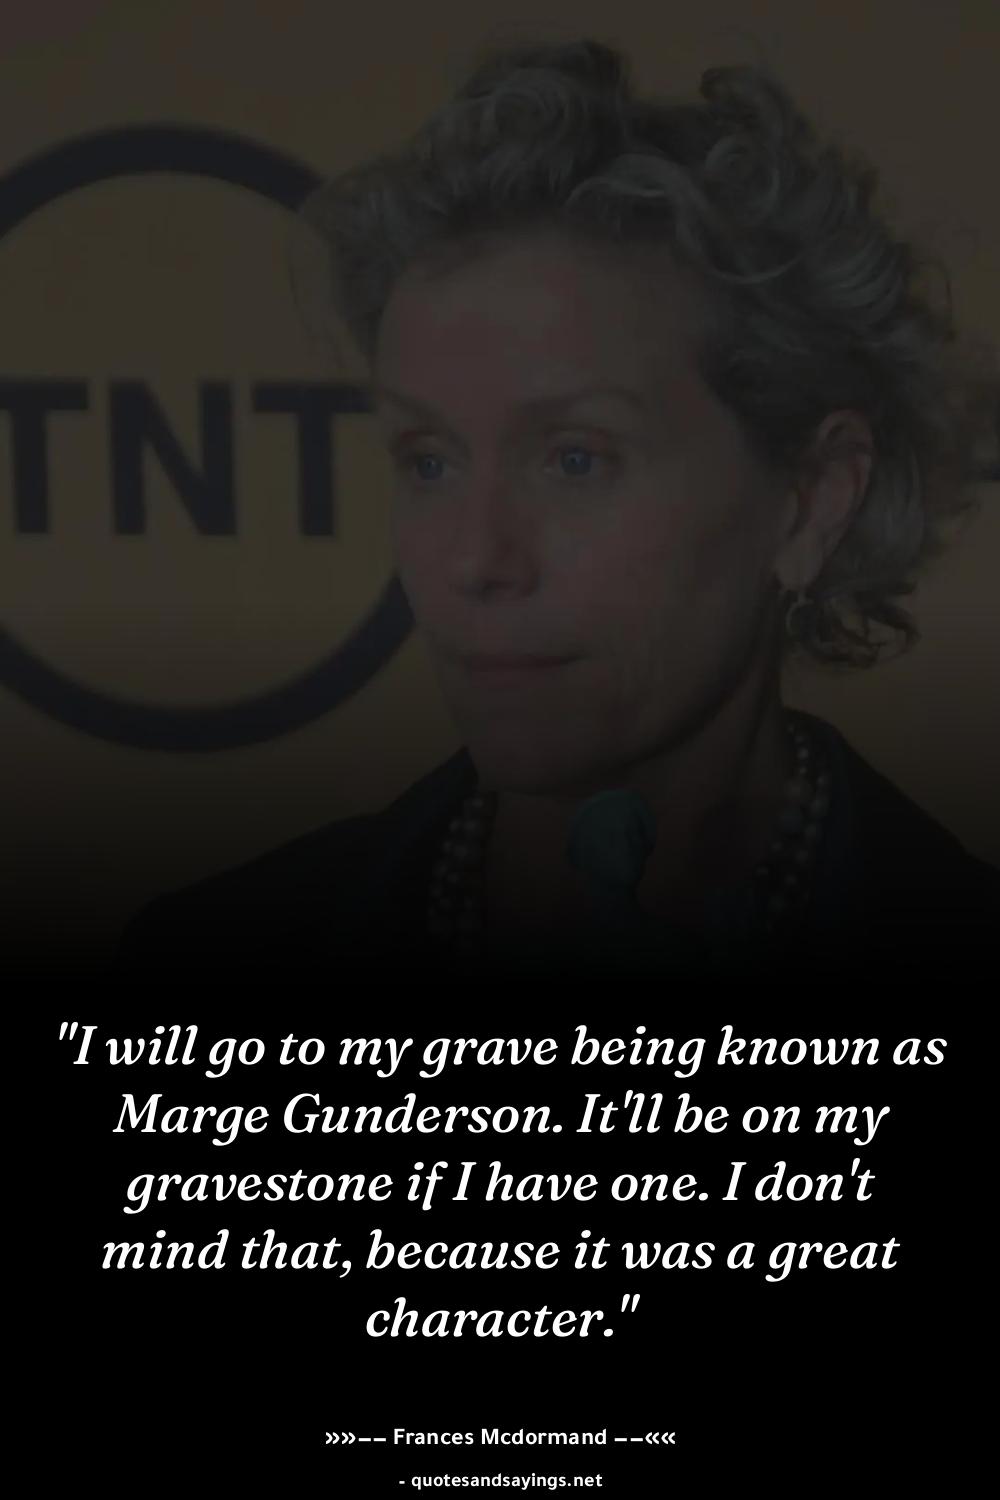 TNT
"I will go to my grave being known as
Marge Gunderson. It'll be on my
gravestone if I have one. I don't
mind that, because it was a great
character."
»»−− Frances Mcdormand −−««
- quotesandsayings.net